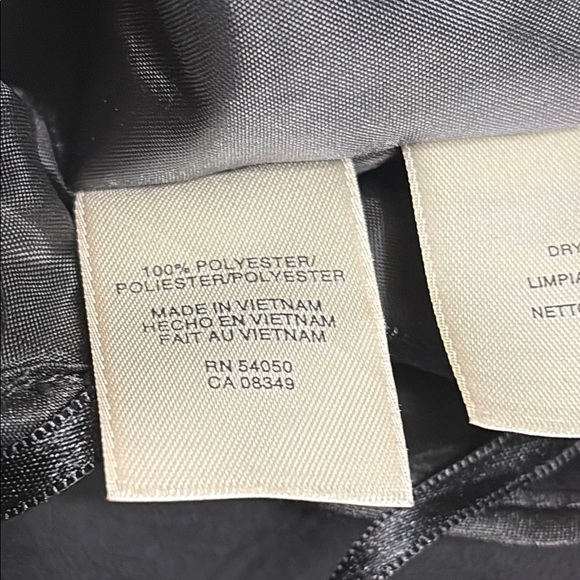 100% POLYESTER/
POLIESTER/POLYESTER
MADE IN VIETNAM
HECHO EN VIETNAM
FAIT AU VIETNAM
RN 54050
CA 08349
DRY
LIMPIA
NETTO